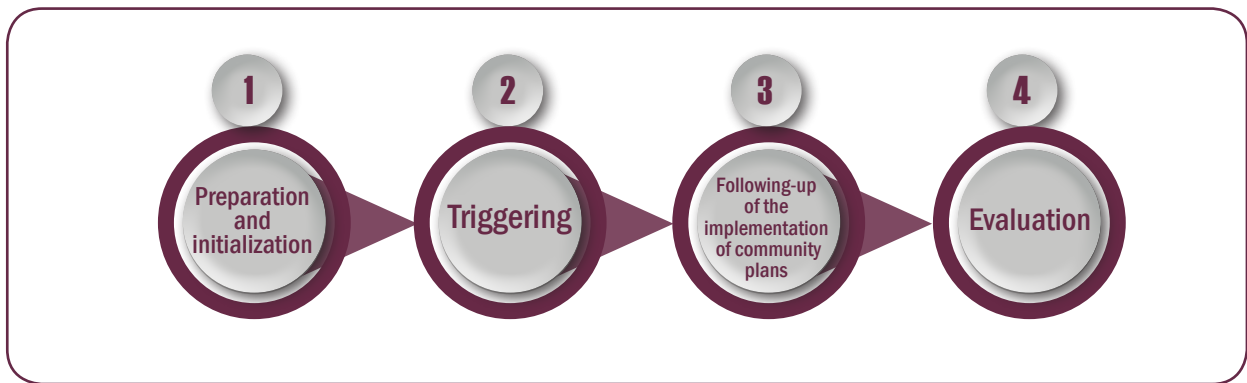 1
Preparation
and
initialization
2
Triggering
3
Following-up
of the
implementation
of community
plans
4
Evaluation